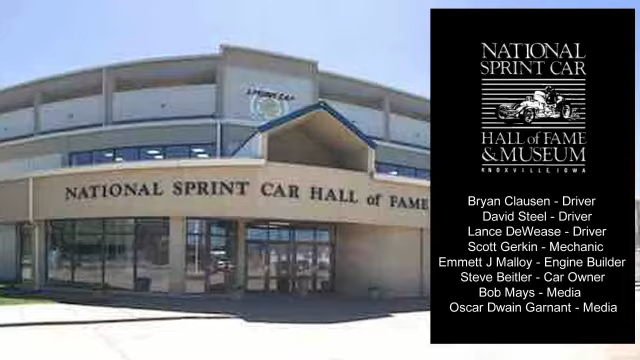 SPRINT CAR
NATIONAL SPRINT CAR HALL of FAME
NATIONAL
SPRINT CAR
HALL of FAME
& MUSEUM
KNOXVILLE, IOWA
Bryan Clausen - Driver
David Steel - Driver
Lance DeWease - Driver
Scott Gerkin - Mechanic
Emmett J Malloy - Engine Builder
Steve Beitler - Car Owner
Bob Mays - Media
Oscar Dwain Garnant - Media